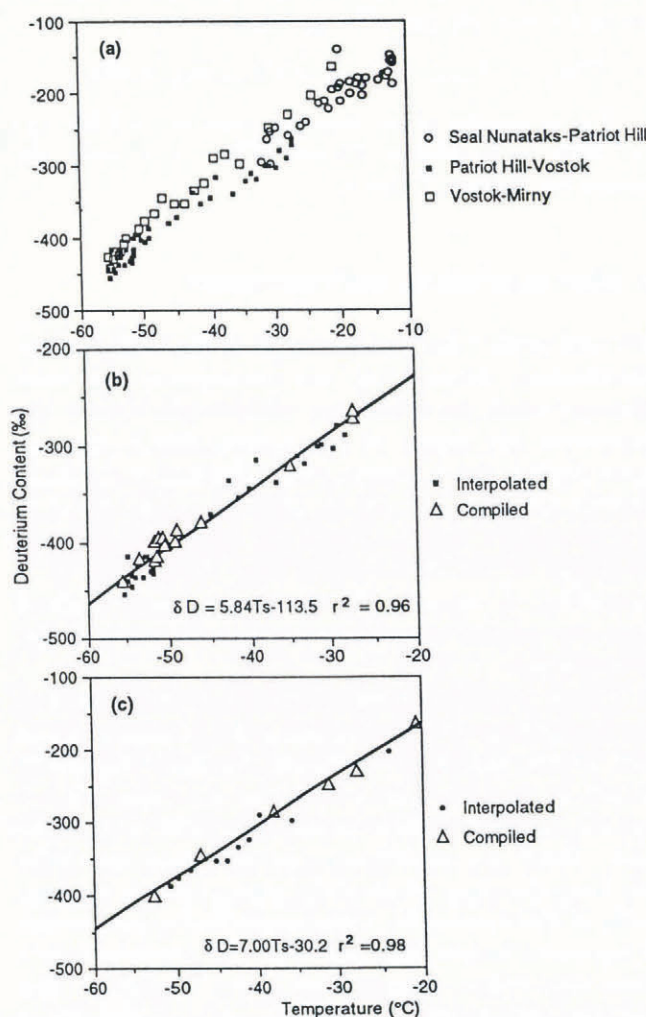 -100
(a)
-200
-300
-400
-500
-60 -50 -40 -30 -20 -10
Seal Nunataks-Patriot Hill
Patriot Hill-Vostok
Vostok-Mirny
Deuterium Content (‰)
-200
(b)
-300
-400
-500
δ D = 5.84Ts-113.5 r² = 0.96
-60 -50 -40 -30 -20
Interpolated
Compiled
-100
(c)
-200
-300
-400
-500
δ D=7.00Ts-30.2 r² =0.98
-60 -50 -40 -30 -20
Temperature (°C)
Interpolated
Compiled